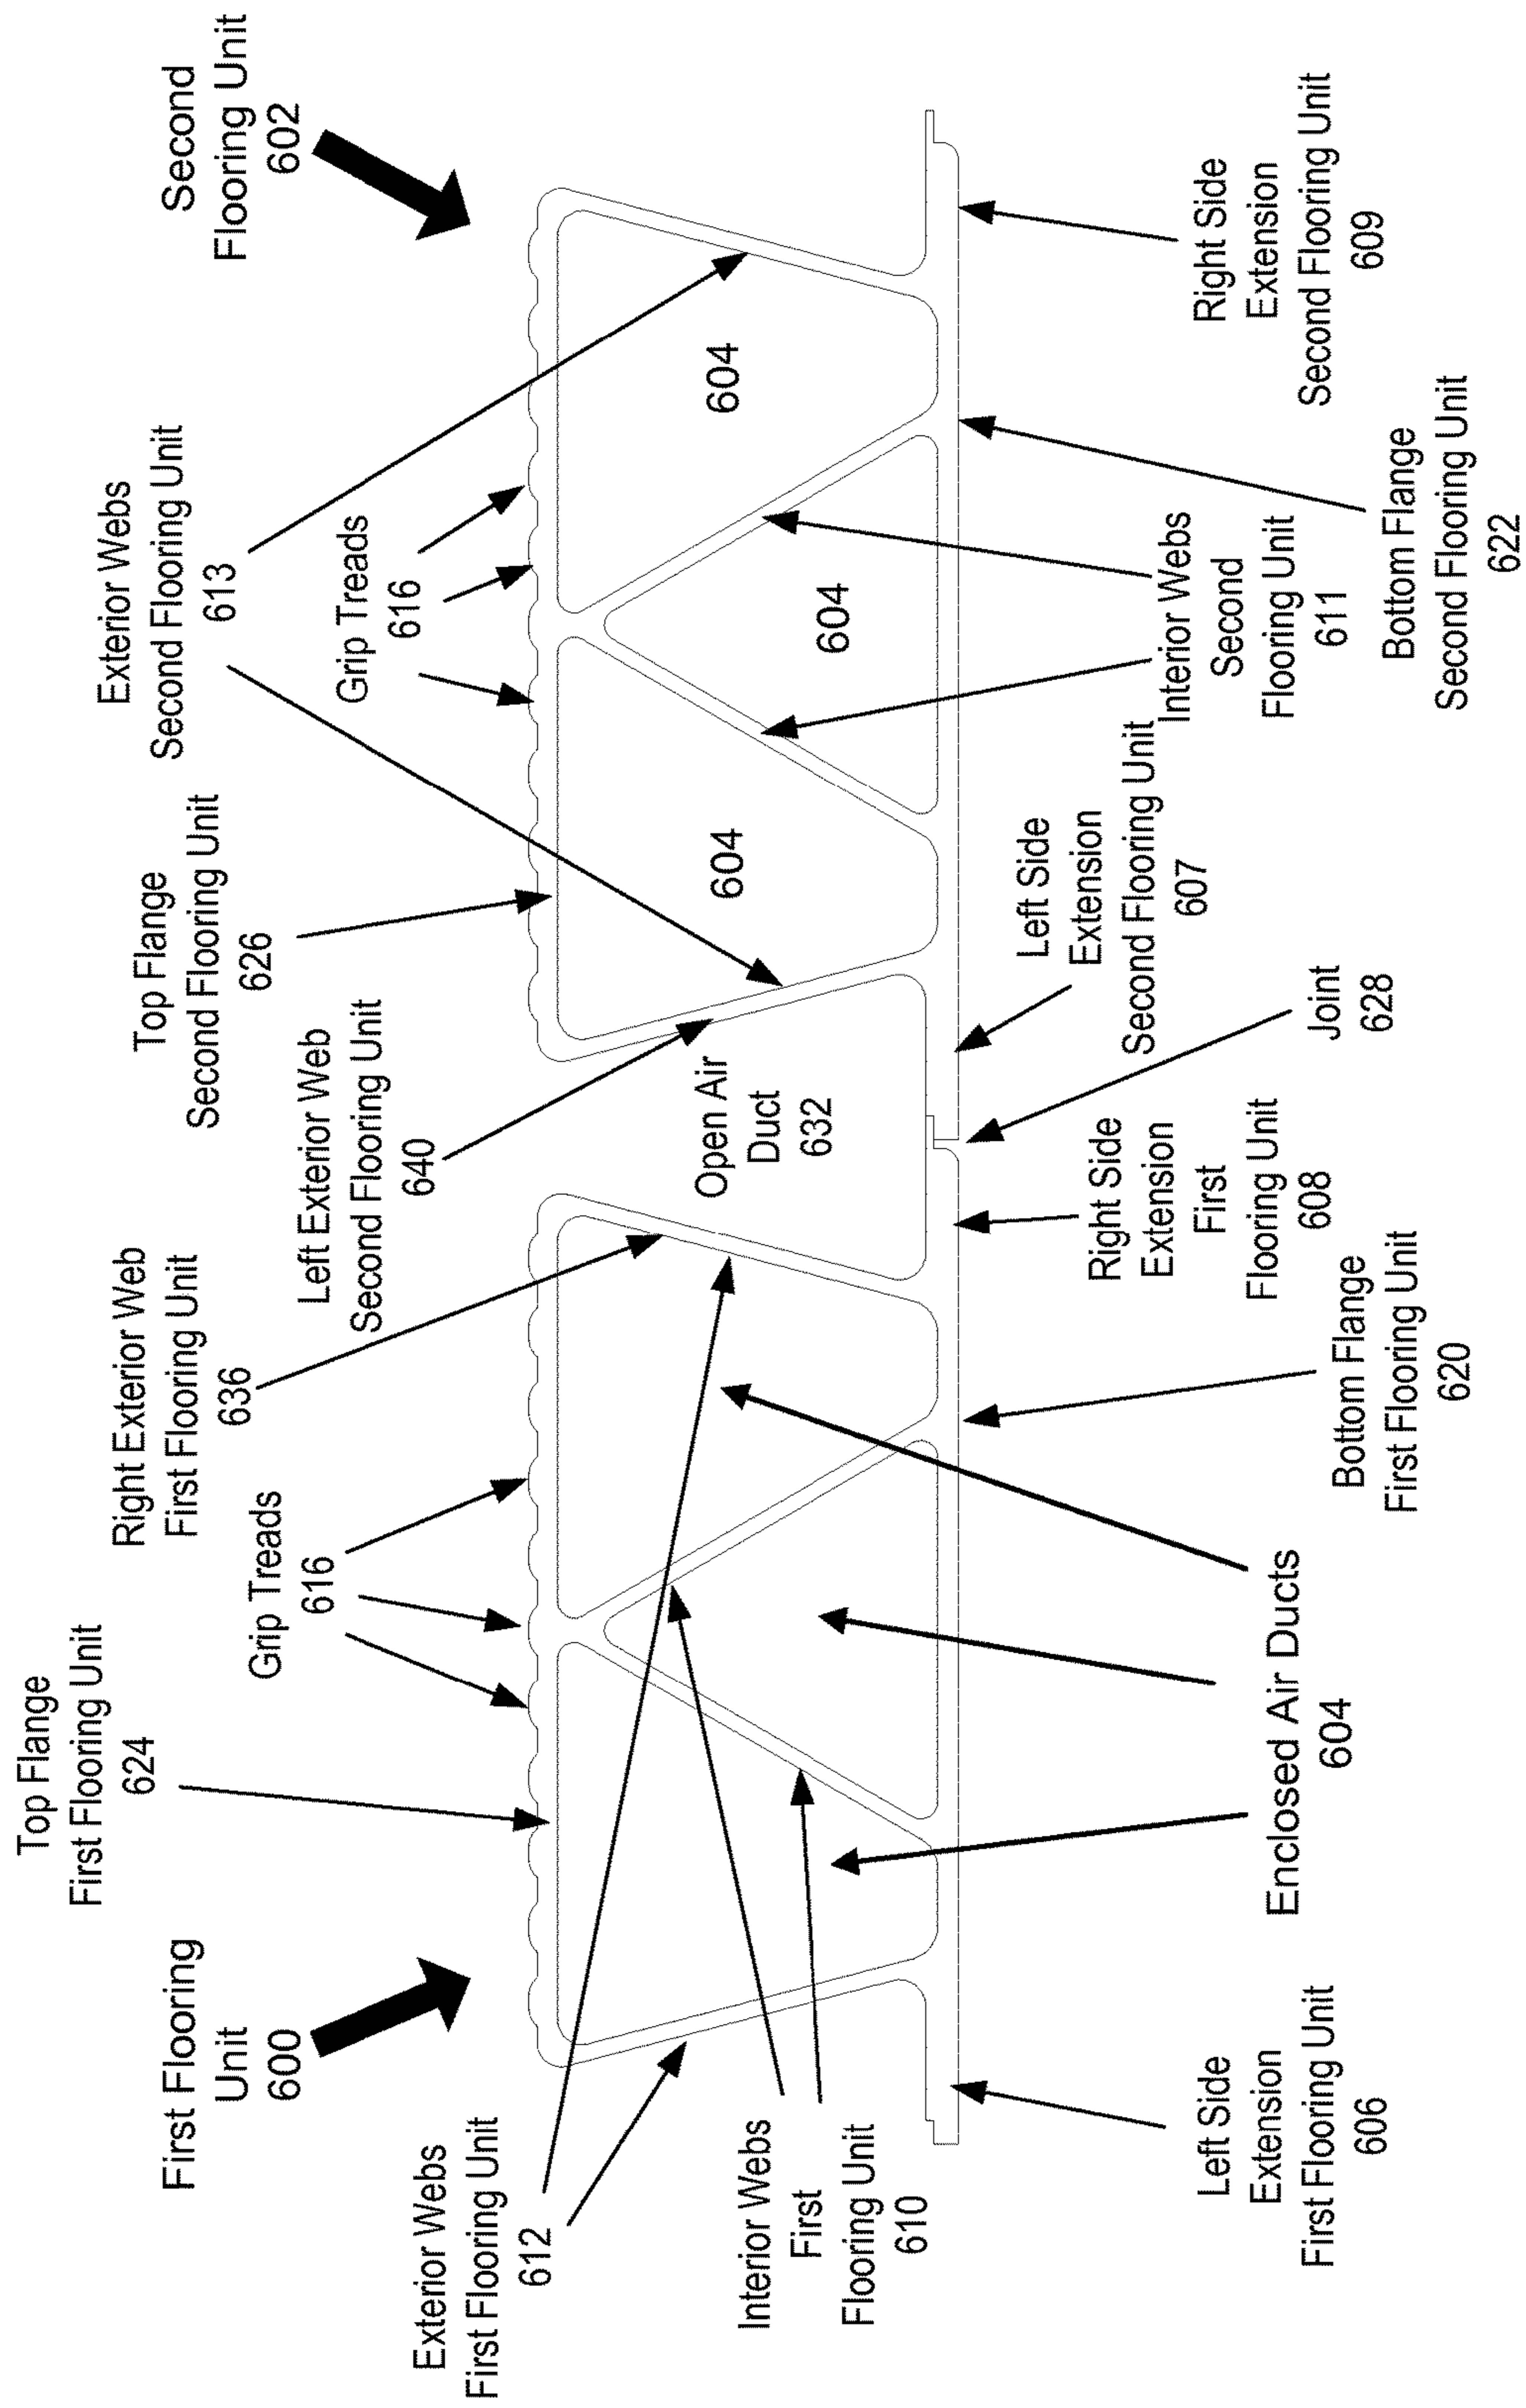 First Flooring
Unit
600
Top Flange
First Flooring Unit
624
Grip Treads
616
Right Exterior Web
First Flooring Unit
636
Left Exterior Web
Second Flooring Unit
640
Top Flange
Second Flooring Unit
626
Exterior Webs
Second Flooring Unit
613
Grip Treads
616
Second
Flooring Unit
602
Exterior Webs
First Flooring Unit
612
Interior Webs
First
Flooring Unit
610
Open Air
Duct
632
604
604
604
Left Side
Extension
First Flooring Unit
606
Enclosed Air Ducts
604
Bottom Flange
First Flooring Unit
620
Right Side
Extension
First
Flooring Unit
608
Joint
628
Left Side
Extension
Second Flooring Unit
607
Interior Webs
Second
Flooring Unit
611
Bottom Flange
Second Flooring Unit
622
Right Side
Extension
Second Flooring Unit
609